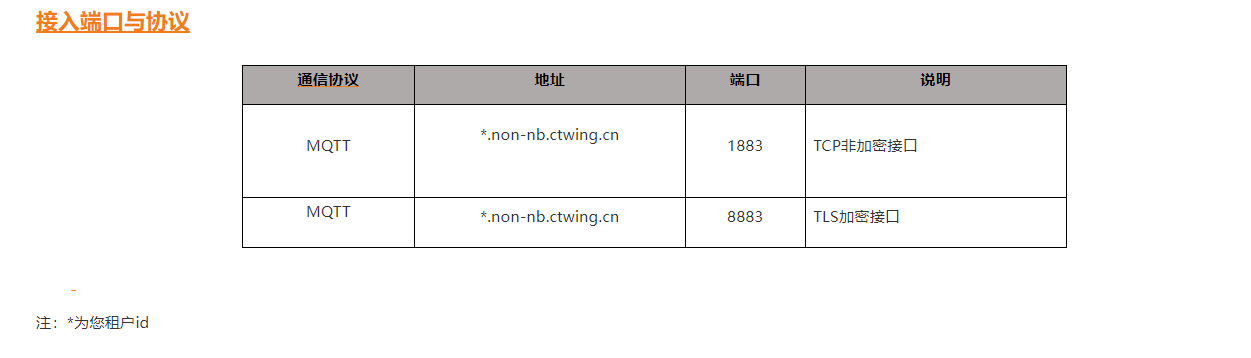 接入端口与协议
通信协议 地址 端口 说明
MQTT *.non-nb.ctwing.cn 1883 TCP非加密接口
MQTT *.non-nb.ctwing.cn 8883 TLS加密接口
注：*为您租户id